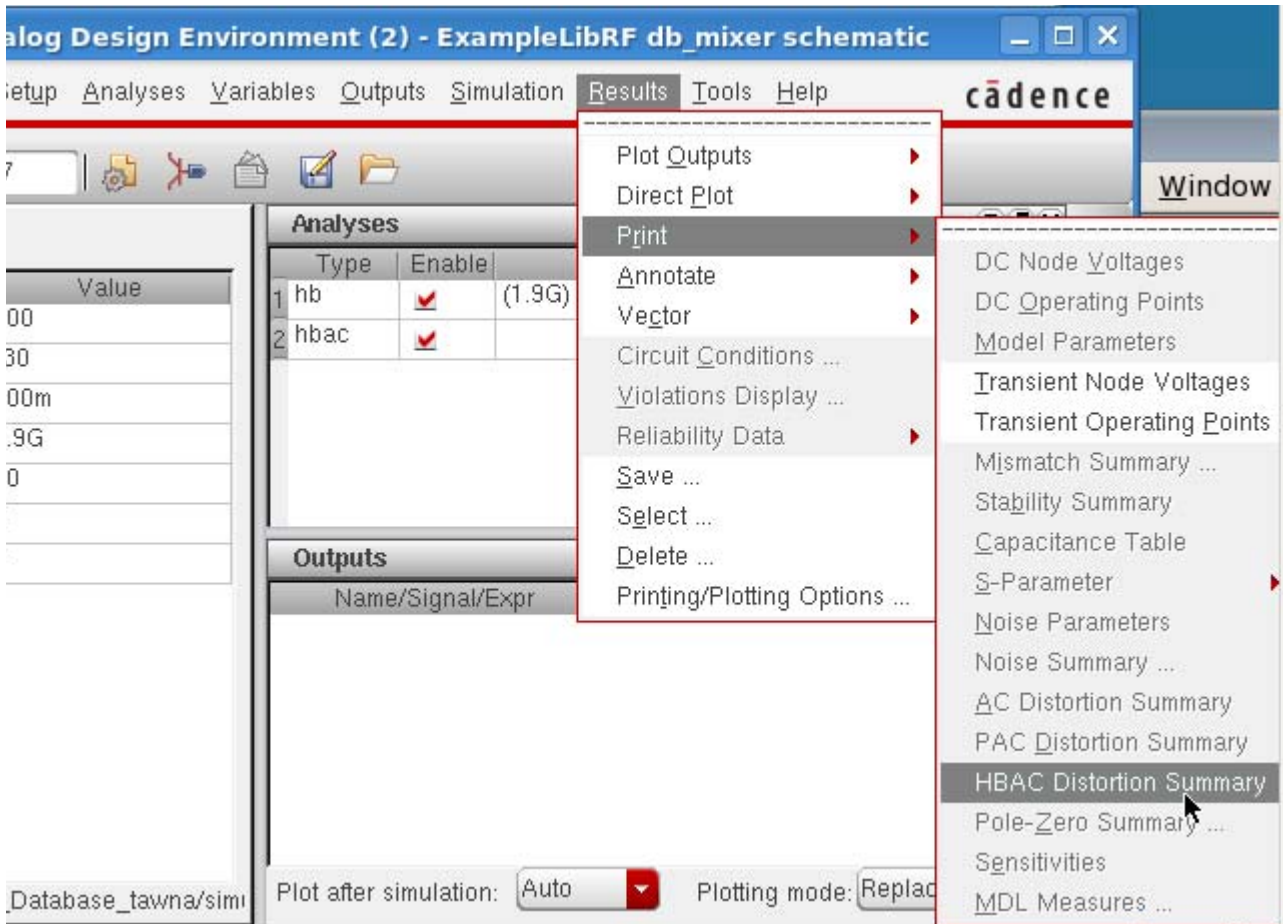 alog Design Environment (2) - ExampleLibRF db_mixer schematic
Setup Analyses Variables Outputs Simulation Results Tools Help cādence
7
Window
Value
00
30
00m
.9G
0
_Database_tawna/simu
Analyses
Type Enable
1 hb (1.9G)
2 hbac
Outputs
Name/Signal/Expr
Plot after simulation: Auto Plotting mode: Replac
Plot Outputs
Direct Plot
Print
Annotate
Vector
Circuit Conditions ...
Violations Display ...
Reliability Data
Save ...
Select ...
Delete ...
Printing/Plotting Options ...
DC Node Voltages
DC Operating Points
Model Parameters
Transient Node Voltages
Transient Operating Points
Mismatch Summary ...
Stability Summary
Capacitance Table
S-Parameter
Noise Parameters
Noise Summary ...
AC Distortion Summary
PAC Distortion Summary
HBAC Distortion Summary
Pole-Zero Summary ...
Sensitivities
MDL Measures ...